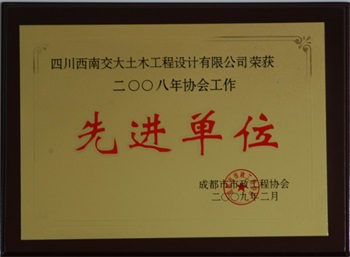 四川西南交大土木工程设计有限公司荣获
二〇〇八年协会工作
先进单位
成都市市政工程协会
二〇〇九年二月